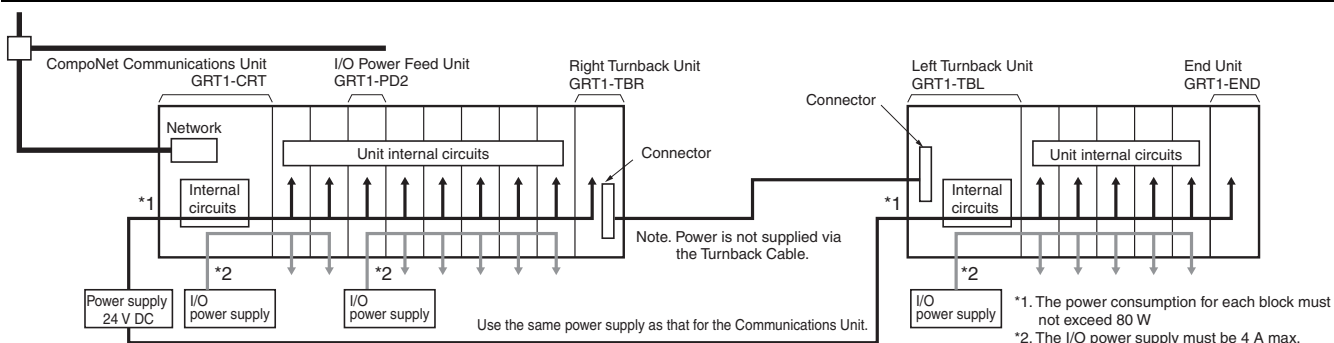 CompoNet Communications Unit
GRT1-CRT
I/O Power Feed Unit
GRT1-PD2
Right Turnback Unit
GRT1-TBR
Left Turnback Unit
GRT1-TBL
End Unit
GRT1-END
Connector
Network
Unit internal circuits
Connector
Unit internal circuits
Internal
circuits
*1
Internal
circuits
*1
Note. Power is not supplied via
the Turnback Cable.
*2
*2
*2
Power supply
24 V DC
I/O
power supply
I/O
power supply
Use the same power supply as that for the Communications Unit.
I/O
power supply
*1. The power consumption for each block must
not exceed 80 W
*2. The I/O power supply must be 4 A max.